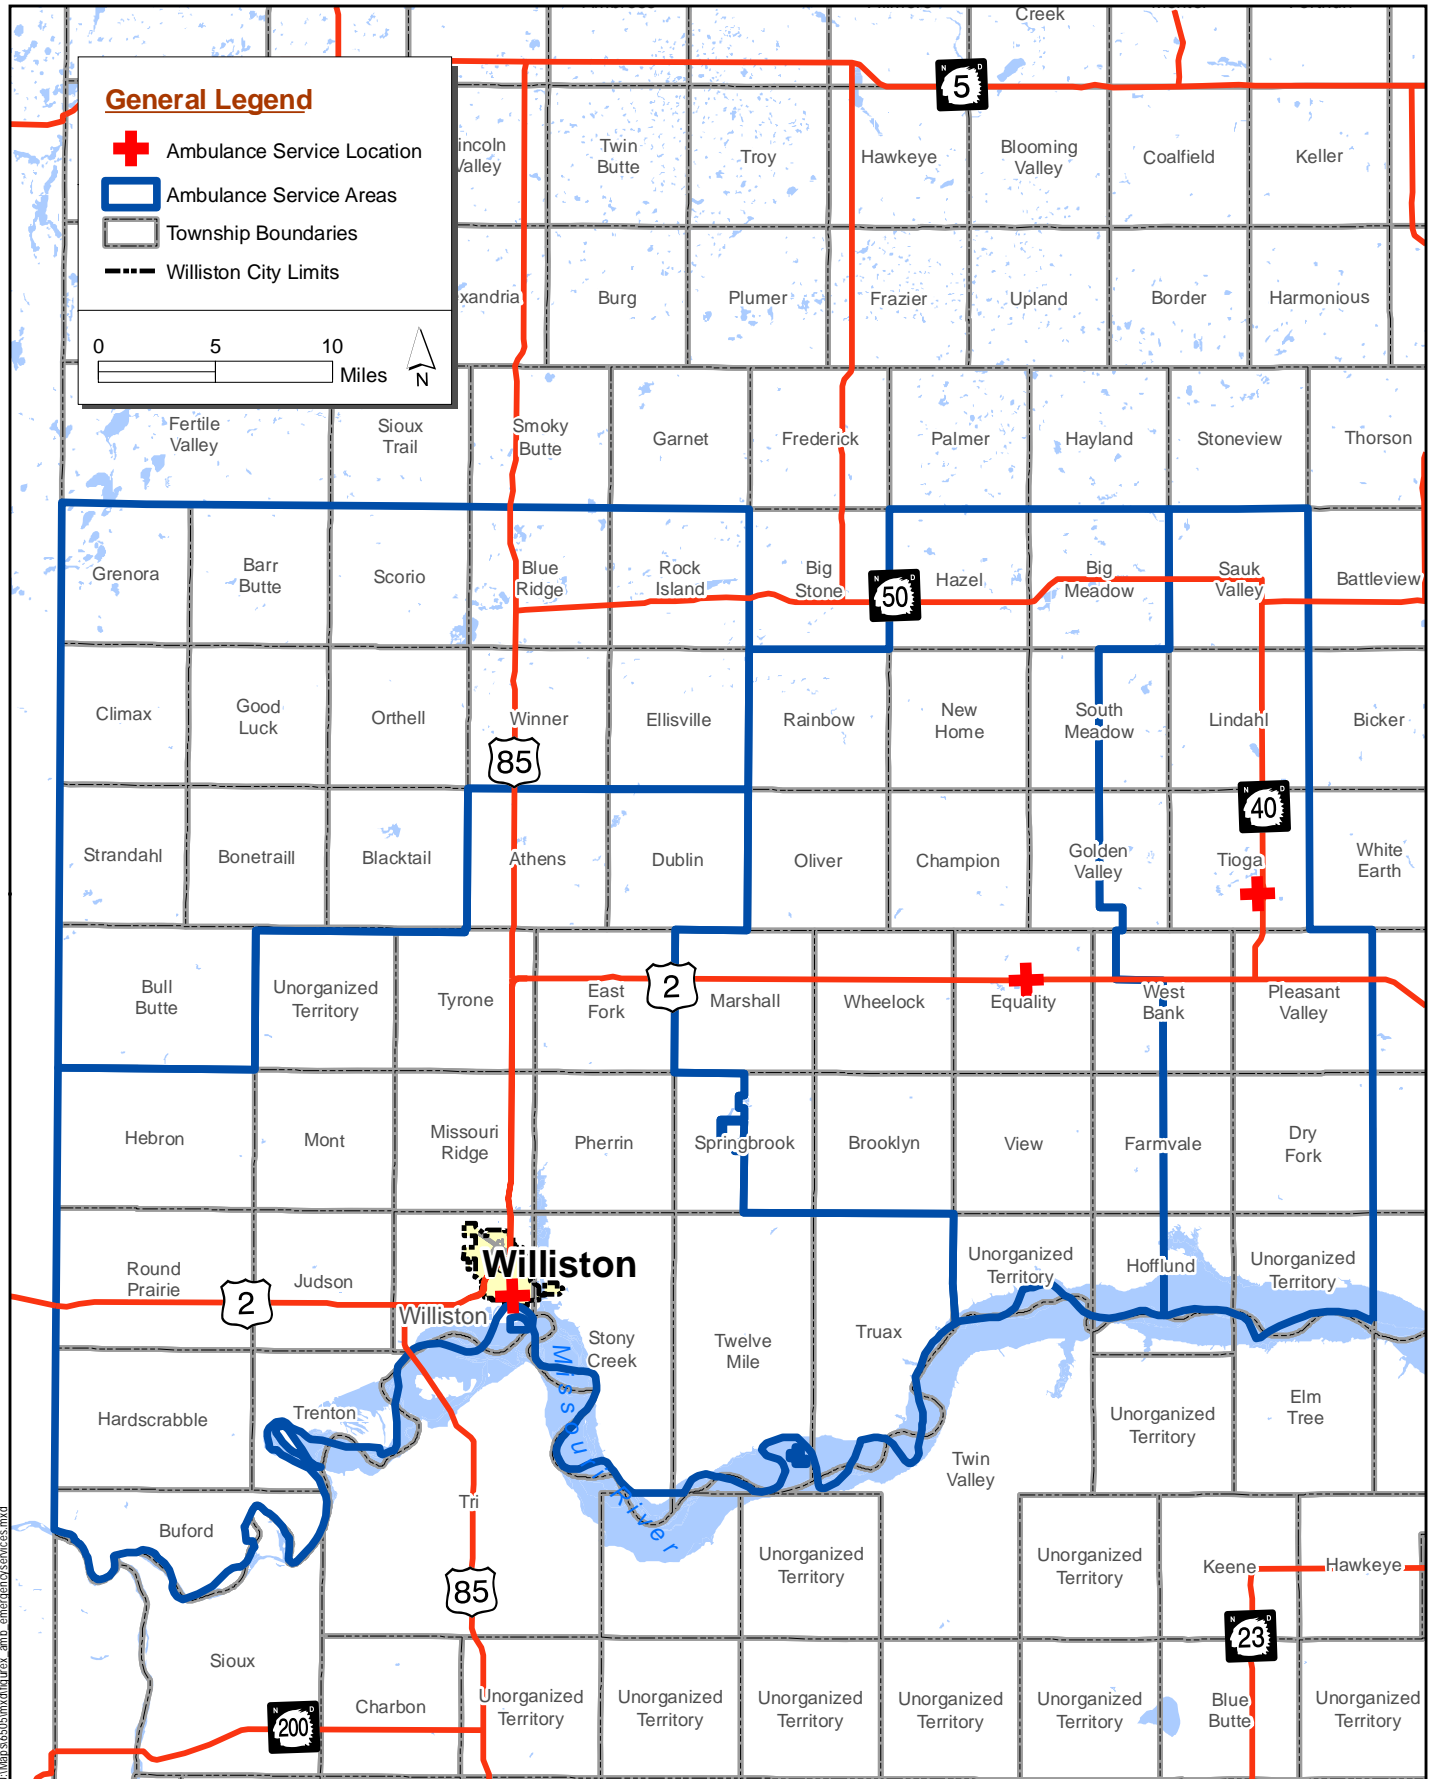 Creek
General Legend
Ambulance Service Location
Ambulance Service Areas
Township Boundaries
Williston City Limits
0 5 10
Miles
N
N D
5
incoln
Valley
Twin
Butte
Troy
Hawkeye
Blooming
Valley
Coalfield
Keller
xandria
Burg
Plumer
Frazier
Upland
Border
Harmonious
Fertile
Valley
Sioux
Trail
Smoky
Butte
Garnet
Frederick
Palmer
Hayland
Stoneview
Thorson
Grenora
Barr
Butte
Scorio
Blue
Ridge
Rock
Island
Big
Stone
N D
50
Hazel
Big
Meadow
Sauk
Valley
Battleview
Climax
Good
Luck
Orthell
Winner
85
Ellisville
Rainbow
New
Home
South
Meadow
Lindahl
Bicker
N D
40
Strandahl
Bonetraill
Blacktail
Athens
Dublin
Oliver
Champion
Golden
Valley
Tioga
White
Earth
Bull
Butte
Unorganized
Territory
Tyrone
East
Fork
2
Marshall
Wheelock
Equality
West
Bank
Pleasant
Valley
Hebron
Mont
Missouri
Ridge
Pherrin
Springbrook
Brooklyn
View
Farmvale
Dry
Fork
Round
Prairie
2
Judson
Williston
Williston
Stony
Creek
Twelve
Mile
Truax
Unorganized
Territory
Hofflund
Unorganized
Territory
Missouri River
Hardscrabble
Trenton
Twin
Valley
Unorganized
Territory
Elm
Tree
Buford
Tri
85
Unorganized
Territory
Unorganized
Territory
Keene
Hawkeye
N D
23
Sioux
N D
200
Charbon
Unorganized
Territory
Unorganized
Territory
Unorganized
Territory
Unorganized
Territory
Unorganized
Territory
Blue
Butte
Unorganized
Territory